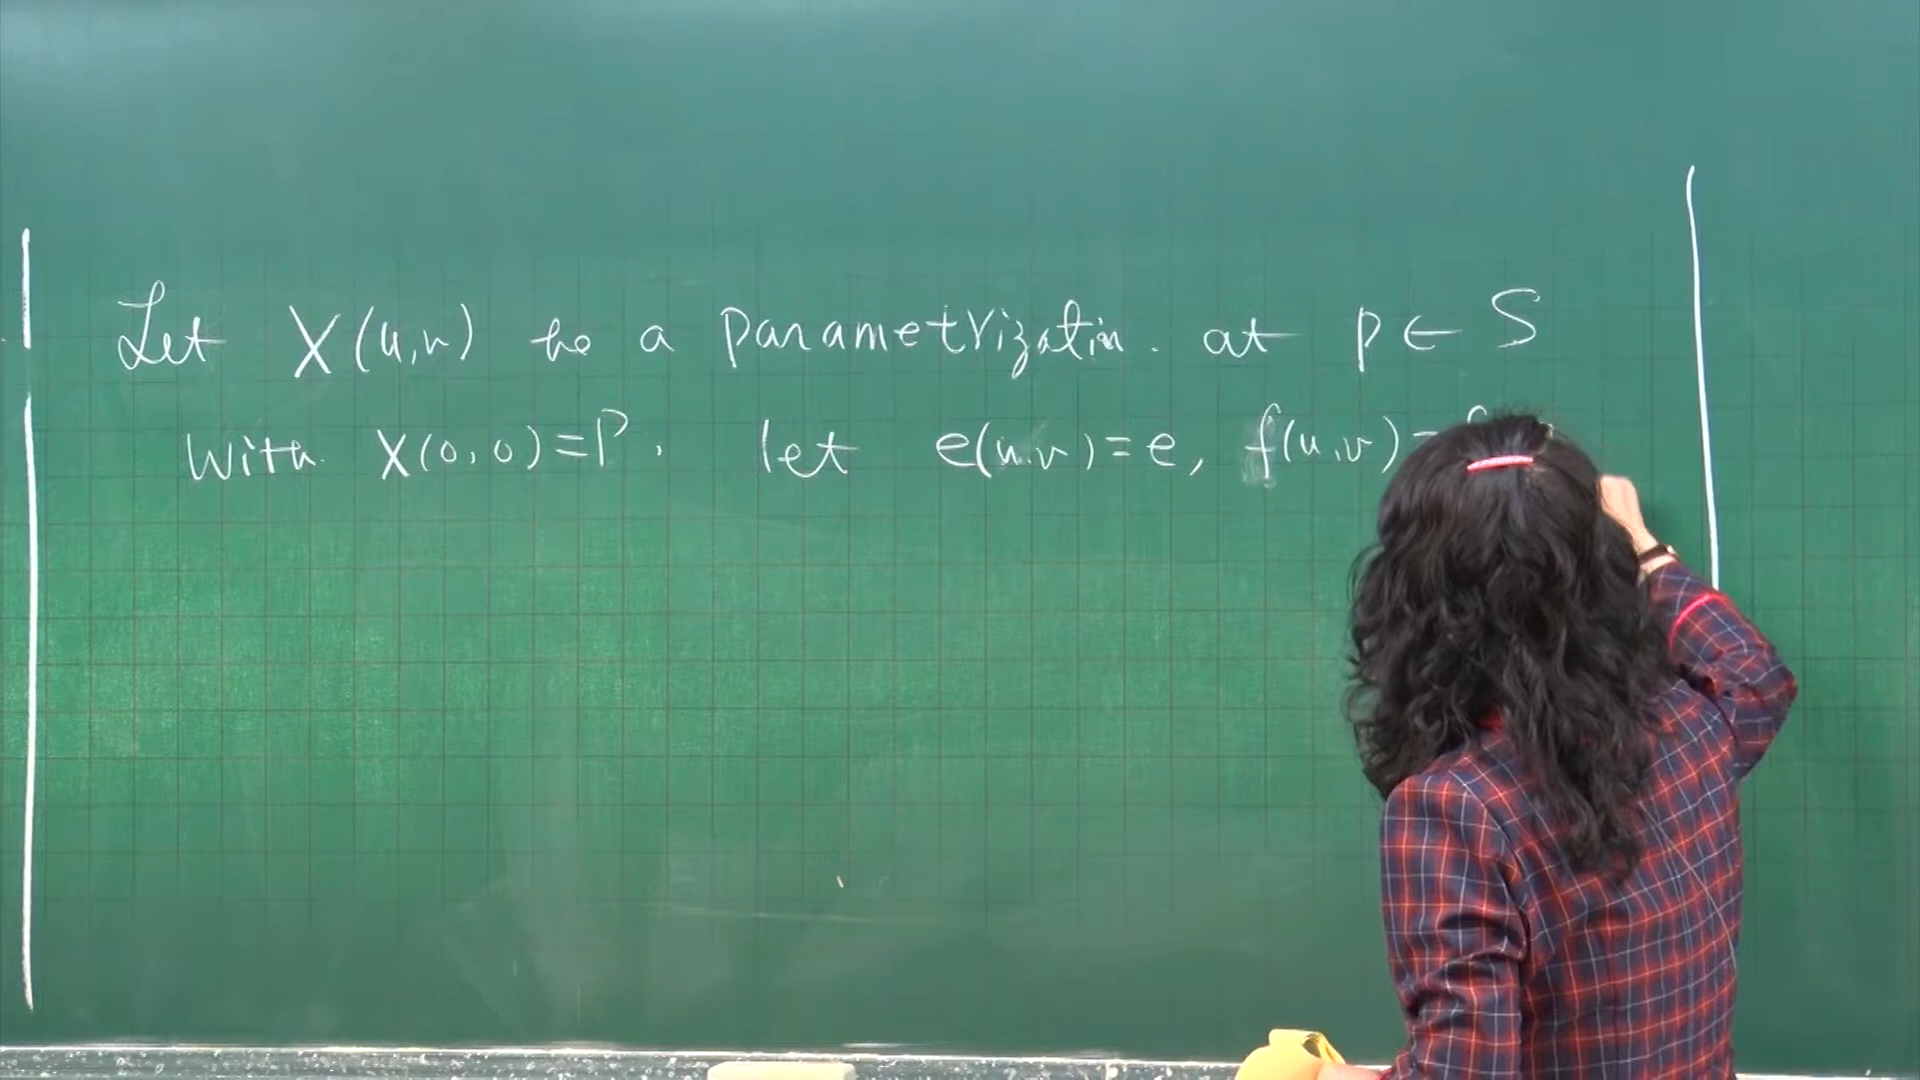 Let X(u,v) be a parametrization. at p ∈ S
With X(0,0)=P. let e(u,v)=e, f(u,v)=f